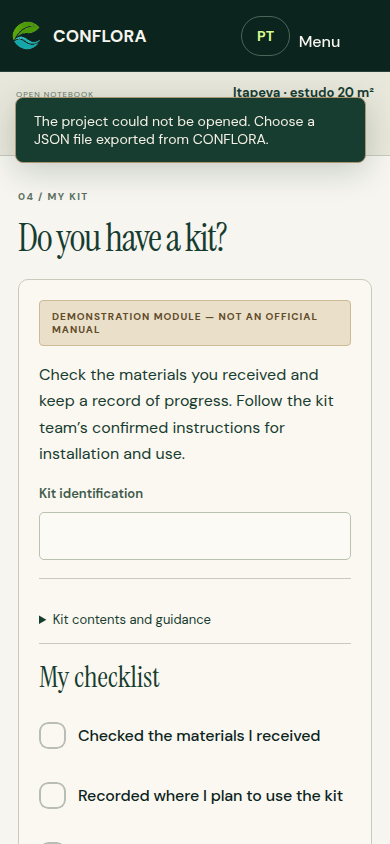 CONFLORA
PT
Menu
OPEN NOTEBOOK
Itapeva · estudo 20 m²
The project could not be opened. Choose a
JSON file exported from CONFLORA.
04 / MY KIT
Do you have a kit?
DEMONSTRATION MODULE — NOT AN OFFICIAL
MANUAL
Check the materials you received and
keep a record of progress. Follow the kit
team’s confirmed instructions for
installation and use.
Kit identification
Kit contents and guidance
My checklist
Checked the materials I received
Recorded where I plan to use the kit